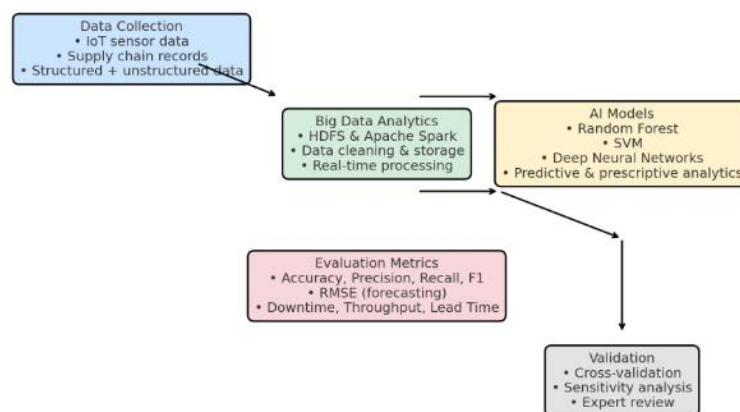 Data Collection
• IoT sensor data
• Supply chain records
• Structured + unstructured data
Big Data Analytics
• HDFS & Apache Spark
• Data cleaning & storage
• Real-time processing
AI Models
• Random Forest
• SVM
• Deep Neural Networks
• Predictive & prescriptive analytics
Evaluation Metrics
• Accuracy, Precision, Recall, F1
• RMSE (forecasting)
• Downtime, Throughput, Lead Time
Validation
• Cross-validation
• Sensitivity analysis
• Expert review